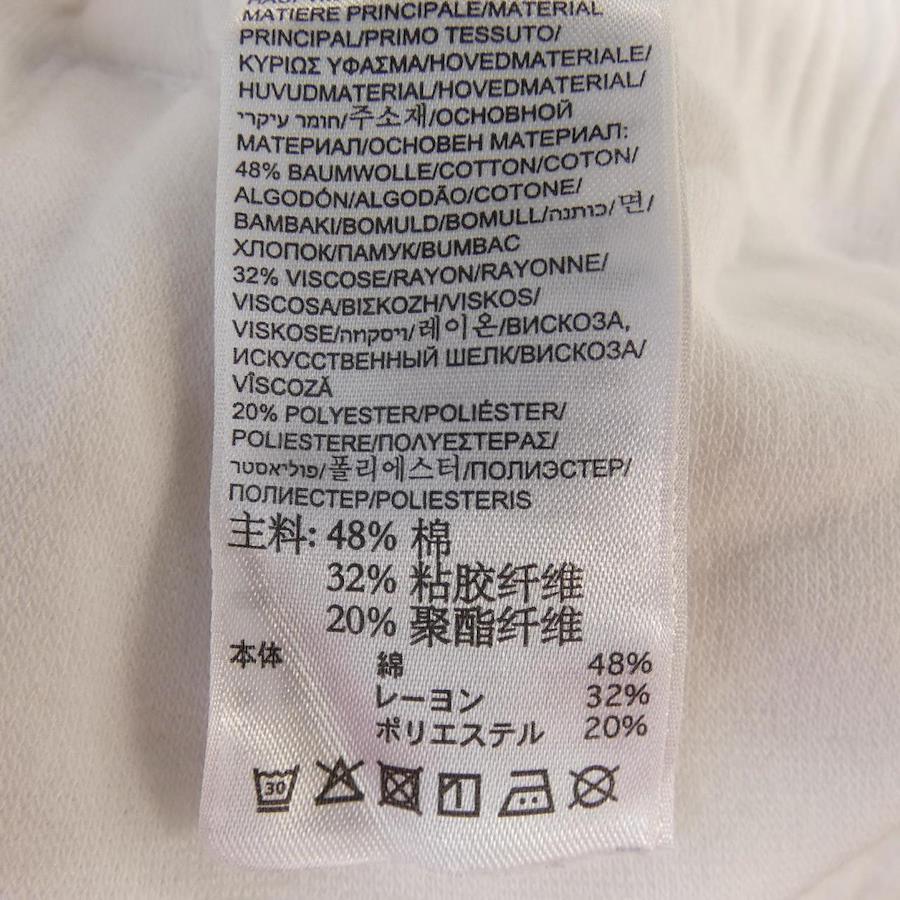 MATIÈRE PRINCIPALE/MATERIAL
PRINCIPAL/PRIMO TESSUTO/
ΚΥΡΙΩΣ ΥΦΑΣΜΑ/HOVEDMATERIALE/
HUVUDMATERIAL/HOVEDMATERIAL/
חומר עיקרי/주소재/ОСНОВНОЙ
МАТЕРИАЛ/ОСНОВЕН МАТЕРИАЛ:
48% BAUMWOLLE/COTTON/COTON/
ALGODÓN/ALGODÃO/COTONE/
BAMBAKI/BOMULD/BOMULL/כותנה/면/
ХЛОПОК/ПАМУК/BUMBAC
32% VISCOSE/RAYON/RAYONNE/
VISCOSA/ΒΙΣΚΟΖΗ/VISKOS/
VISKOSE/ויסקוזה/레이온/ВИСКОЗА,
ИСКУССТВЕННЫЙ ШЕЛК/ВИСКОЗА/
VÎSCOZĂ
20% POLYESTER/POLIÉSTER/
POLIESTERE/ΠΟΛΥΕΣΤΕΡΑΣ/
פוליאסטר/폴리에스터/ПОЛИЭСТЕР/
ПОЛИЕСТЕР/POLIESTERIS
主料: 48% 棉
32% 粘胶纤维
20% 聚酯纤维
本体 綿 48%
レーヨン 32%
ポリエステル 20%
30